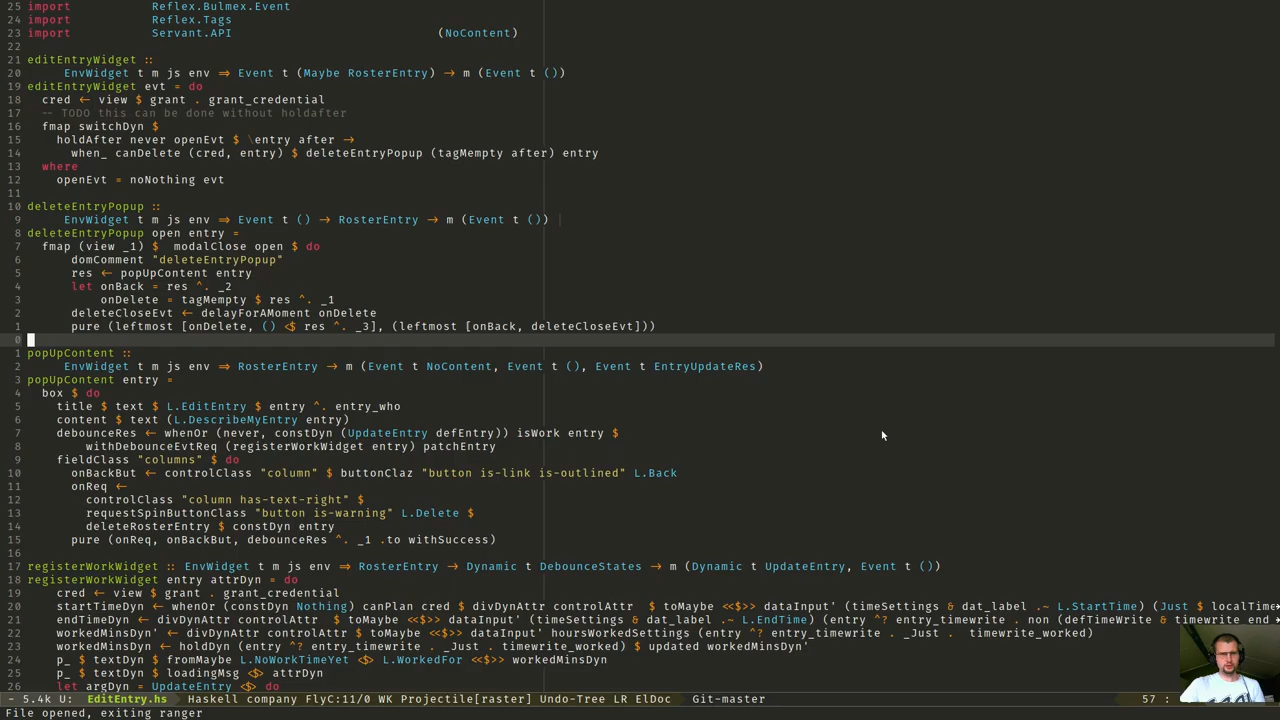 25 import Reflex.Bulmex.Event
24 import Reflex.Tags
23 import Servant.API (NoContent)
22
21 editEntryWidget ::
20 EnvWidget t m js env ⇒ Event t (Maybe RosterEntry) → m (Event t ())
19 editEntryWidget evt = do
18 cred ← view $ grant . grant_credential
17 -- TODO this can be done without holdafter
16 fmap switchDyn $
15 holdAfter never openEvt $ \entry after →
14 when_ canDelete (cred, entry) $ deleteEntryPopup (tagMempty after) entry
13 where
12 openEvt = noNothing evt
11
10 deleteEntryPopup ::
9 EnvWidget t m js env ⇒ Event t () → RosterEntry → m (Event t ())
8 deleteEntryPopup open entry =
7 fmap (view _1) $ modalClose open $ do
6 domComment "deleteEntryPopup"
5 res ← popUpContent entry
4 let onBack = res ^. _2
3 onDelete = tagMempty $ res ^. _1
2 deleteCloseEvt ← delayForAMoment onDelete
1 pure (leftmost [onDelete, () <$ res ^. _3], (leftmost [onBack, deleteCloseEvt]))
0
1 popUpContent ::
2 EnvWidget t m js env ⇒ RosterEntry → m (Event t NoContent, Event t (), Event t EntryUpdateRes)
3 popUpContent entry =
4 box $ do
5 title $ text $ L.EditEntry $ entry ^. entry_who
6 content $ text (L.DescribeMyEntry entry)
7 debounceRes ← whenOr (never, constDyn (UpdateEntry defEntry)) isWork entry $
8 withDebounceEvtReq (registerWorkWidget entry) patchEntry
9 fieldClass "columns" $ do
10 onBackBut ← controlClass "column" $ buttonClaz "button is-link is-outlined" L.Back
11 onReq ←
12 controlClass "column has-text-right" $
13 requestSpinButtonClass "button is-warning" L.Delete $
14 deleteRosterEntry $ constDyn entry
15 pure (onReq, onBackBut, debounceRes ^. _1 .to withSuccess)
16
17 registerWorkWidget :: EnvWidget t m js env ⇒ RosterEntry → Dynamic t DebounceStates → m (Dynamic t UpdateEntry, Event t ())
18 registerWorkWidget entry attrDyn = do
19 cred ← view $ grant . grant_credential
20 startTimeDyn ← whenOr (constDyn Nothing) canPlan cred $ divDynAttr controlAttr $ toMaybe <<$>> dataInput' (timeSettings & dat_label .~ L.StartTime) (Just $ localTime
21 endTimeDyn ← divDynAttr controlAttr $ toMaybe <<$>> dataInput' (timeSettings & dat_label .~ L.EndTime) (entry ^? entry_timewrite . non (defTimeWrite & timewrite_end
22 workedMinsDyn' ← divDynAttr controlAttr $ toMaybe <<$>> dataInput' hoursWorkedSettings (entry ^? entry_timewrite . _Just . timewrite_worked)
23 workedMinsDyn ← holdDyn (entry ^? entry_timewrite . _Just . timewrite_worked) $ updated workedMinsDyn'
24 p_ $ textDyn $ fromMaybe L.NoWorkTimeYet <$> L.WorkedFor <<$>> workedMinsDyn
25 p_ $ textDyn $ loadingMsg <$> attrDyn
26 let argDyn = UpdateEntry <$> do
- 5.4k U: EditEntry.hs Haskell company FlyC:11/0 WK Projectile[raster] Undo-Tree LR ElDoc Git-master 57 :
File opened, exiting ranger